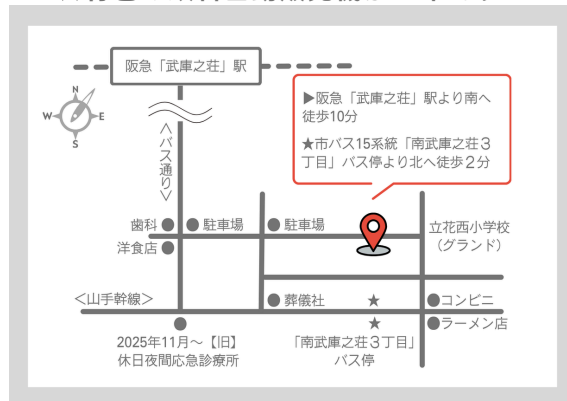 阪急「武庫之荘」駅
▶阪急「武庫之荘」駅より南へ
徒歩10分
★市バス15系統「南武庫之荘3
丁目」バス停より北へ徒歩2分
N
W
E
S
<バス通り>
歯科
駐車場
駐車場
洋食店
立花西小学校
(グランド)
<山手幹線>
葬儀社
★
コンビニ
★
ラーメン店
2025年11月~【旧】
休日夜間応急診療所
「南武庫之荘3丁目」
バス停